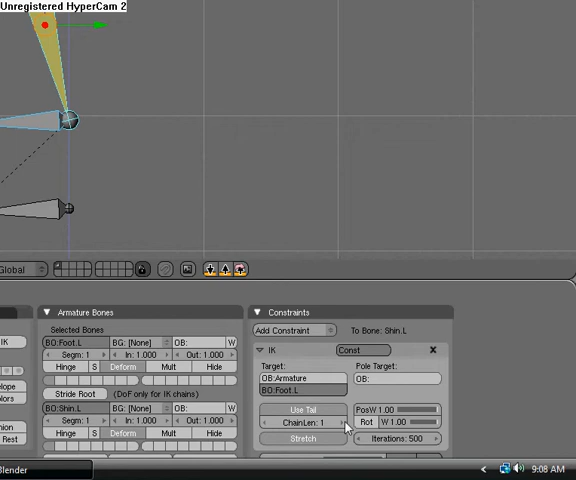 Unregistered HyperCam 2
Global
IK
Armature Bones
Constraints
Selected Bones
Add Constraint
To Bone: Shin.L
BO:Foot.L
BG: [None]
OB:
W
IK
Const
Segm: 1
In: 1.000
Out: 1.000
Target:
Pole Target:
Hinge
S
Deform
Mult
Hide
OB:Armature
OB:
BO:Foot.L
Stride Root
(DoF only for IK chains)
BO:Shin.L
BG: [None]
OB:
W
Use Tail
PosW 1.00
Segm: 1
In: 1.000
Out: 1.000
ChainLen: 1
Rot
W 1.00
Hinge
S
Deform
Mult
Hide
Stretch
Iterations: 500
Rest
9:08 AM